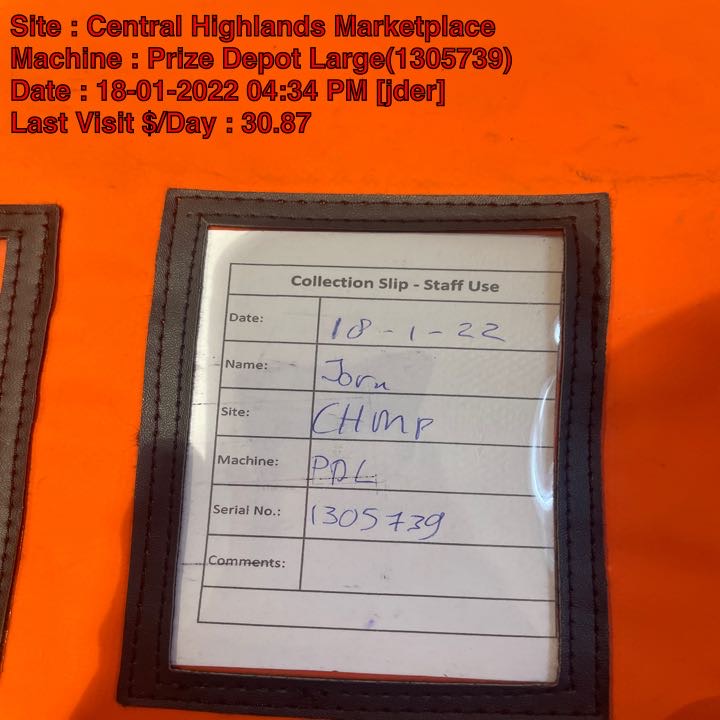 Site : Central Highlands Marketplace
Machine : Prize Depot Large(1305739)
Date : 18-01-2022 04:34 PM [jder]
Last Visit $/Day : 30.87
Collection Slip - Staff Use
Date: 18-1-22
Name: Jorn
Site: CHMP
Machine: PDL
Serial No.: 1305739
Comments: